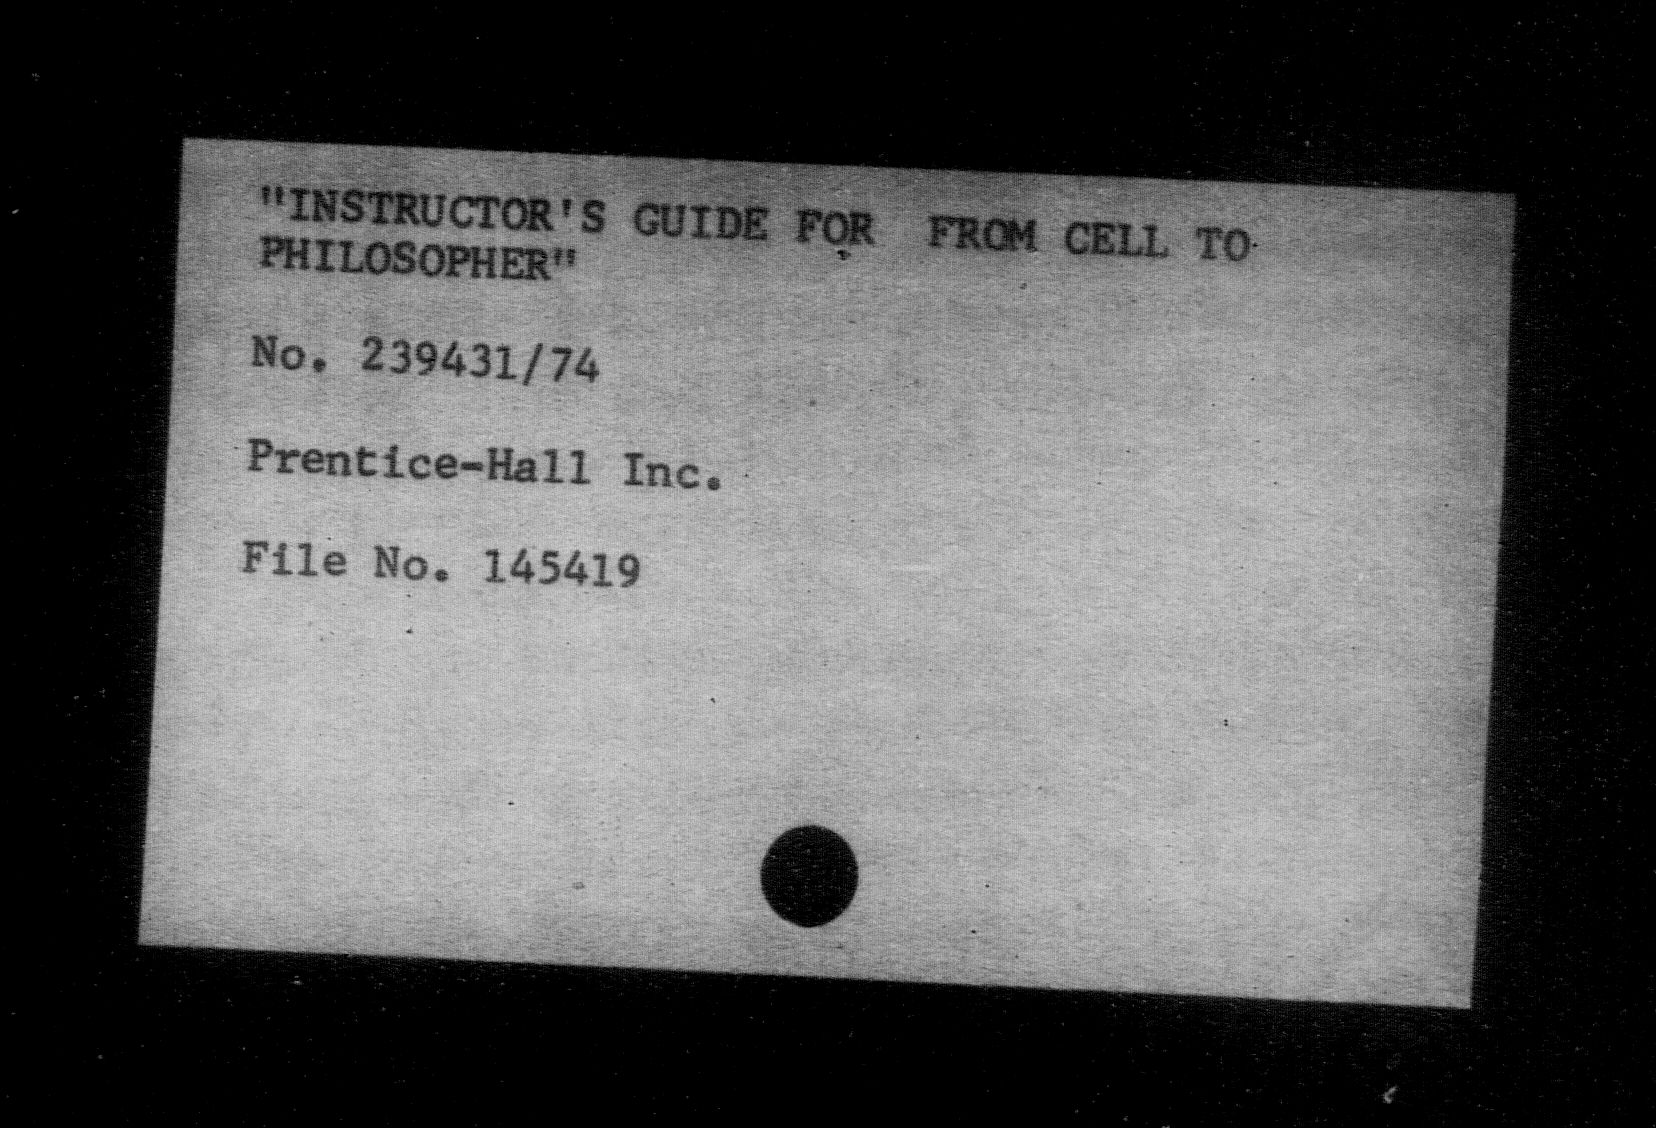 "INSTRUCTOR'S GUIDE FOR  FROM CELL TO
PHILOSOPHER"
No. 239431/74
Prentice-Hall Inc.
File No. 145419